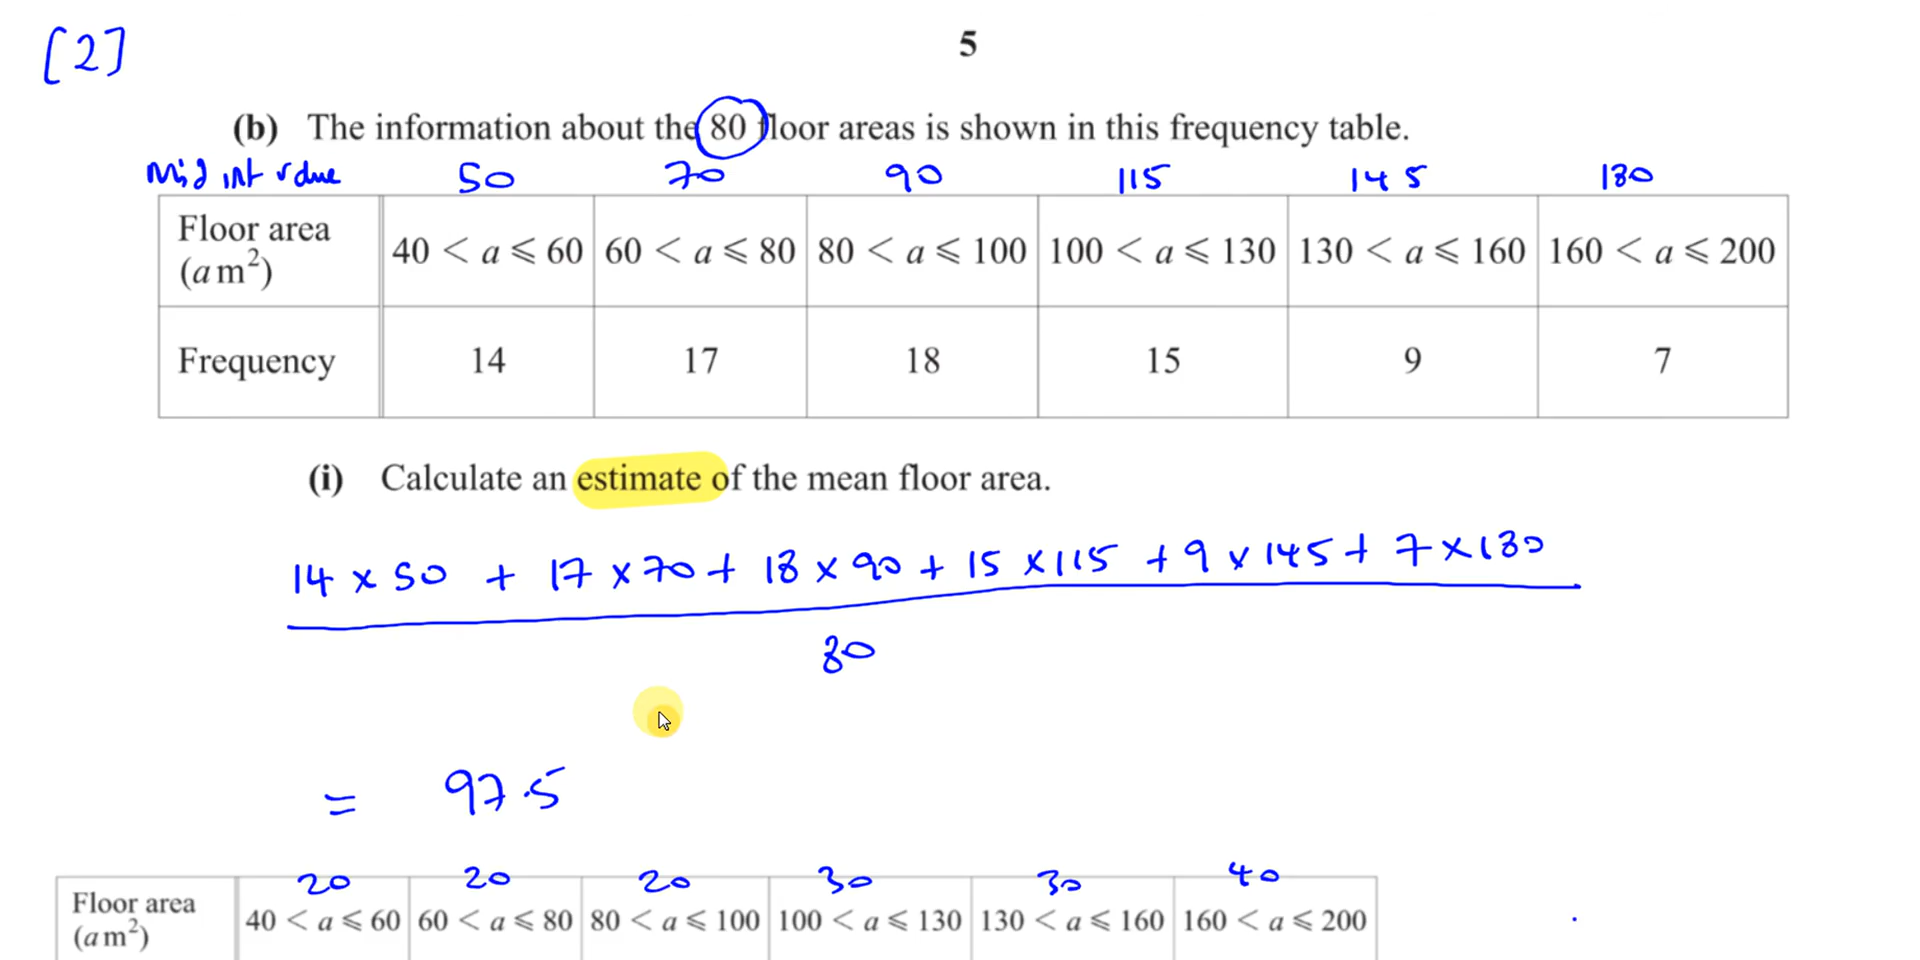 [2]
5
(b) The information about the 80 floor areas is shown in this frequency table.
Mid int value 50 70 90 115 145 180
Floor area (a m²) 40 < a ⩽ 60 60 < a ⩽ 80 80 < a ⩽ 100 100 < a ⩽ 130 130 < a ⩽ 160 160 < a ⩽ 200
Frequency 14 17 18 15 9 7
(i) Calculate an estimate of the mean floor area.
14 × 50 + 17 × 70 + 18 × 90 + 15 × 115 + 9 × 145 + 7 × 180
80
= 97.5
20 20 20 30 30 40
Floor area (a m²) 40 < a ⩽ 60 60 < a ⩽ 80 80 < a ⩽ 100 100 < a ⩽ 130 130 < a ⩽ 160 160 < a ⩽ 200